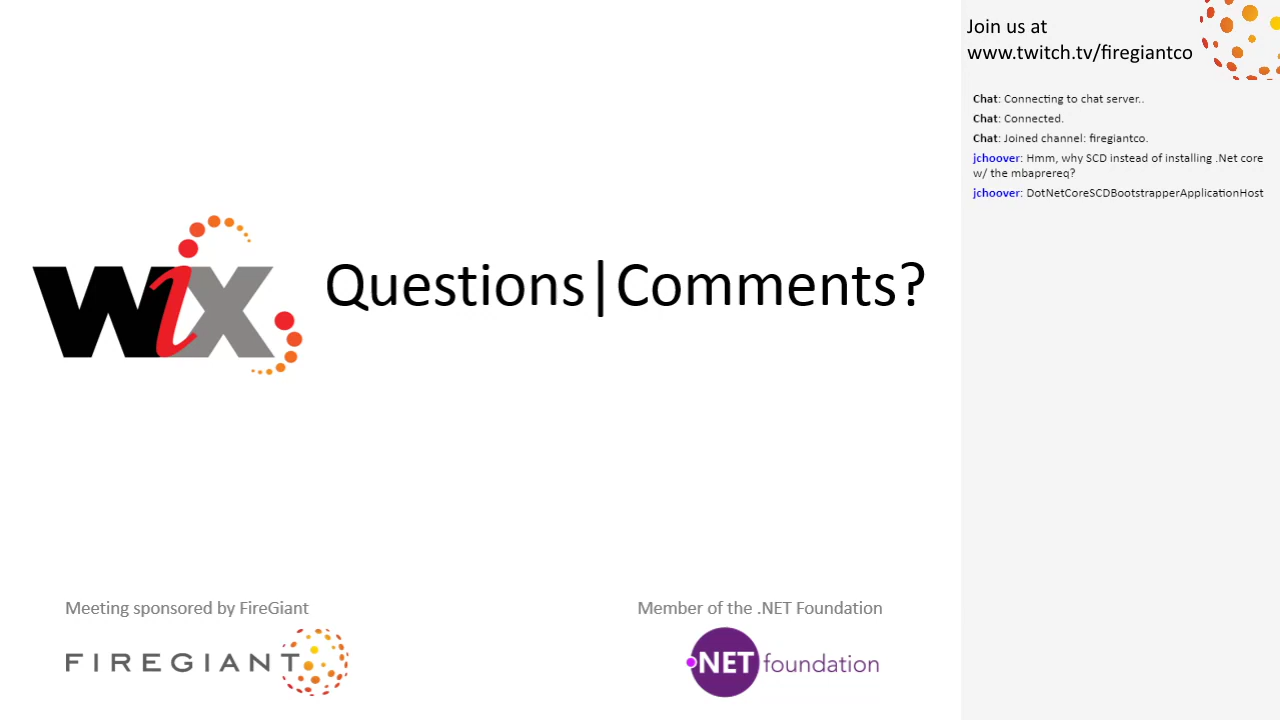 WiX
Questions|Comments?
Meeting sponsored by FireGiant
FIREGIANT
Member of the .NET Foundation
.NET foundation
Join us at
www.twitch.tv/firegiantco
Chat: Connecting to chat server..
Chat: Connected.
Chat: Joined channel: firegiantco.
jchoover: Hmm, why SCD instead of installing .Net core
w/ the mbaprereq?
jchoover: DotNetCoreSCDBootstrapperApplicationHost